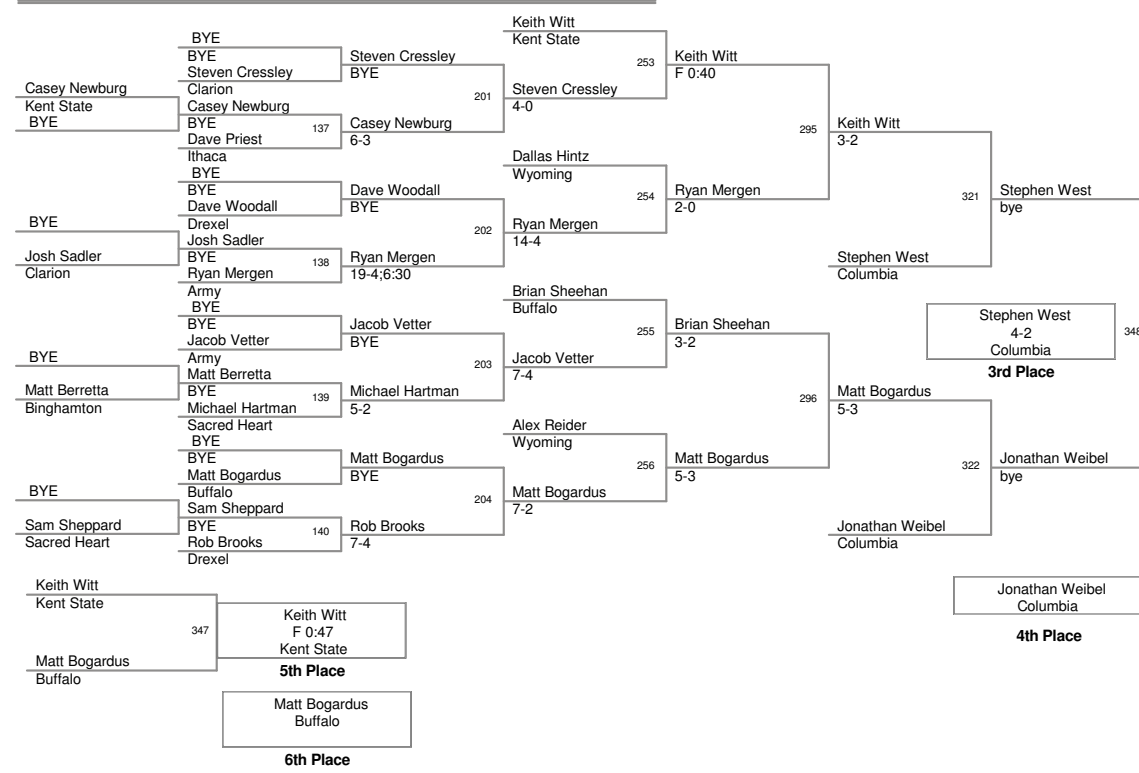 Casey Newburg
Kent State
BYE
BYE
Josh Sadler
Clarion
BYE
Matt Berretta
Binghamton
BYE
Sam Sheppard
Sacred Heart
BYE
BYE
Steven Cressley
Clarion
Casey Newburg
BYE
137
Dave Priest
Ithaca
BYE
BYE
Dave Woodall
Drexel
Josh Sadler
BYE
138
Ryan Mergen
Army
BYE
BYE
Jacob Vetter
Army
Matt Berretta
BYE
139
Michael Hartman
Sacred Heart
BYE
BYE
Matt Bogardus
Buffalo
Sam Sheppard
BYE
140
Rob Brooks
Drexel
Steven Cressley
BYE
201
Casey Newburg
6-3
Dave Woodall
BYE
202
Ryan Mergen
19-4;6:30
Jacob Vetter
BYE
203
Michael Hartman
5-2
Matt Bogardus
BYE
204
Rob Brooks
7-4
Keith Witt
Kent State
253
Steven Cressley
4-0
Dallas Hintz
Wyoming
254
Ryan Mergen
14-4
Brian Sheehan
Buffalo
255
Jacob Vetter
7-4
Alex Reider
Wyoming
256
Matt Bogardus
7-2
Keith Witt
F 0:40
295
Ryan Mergen
2-0
Brian Sheehan
3-2
296
Matt Bogardus
5-3
Keith Witt
3-2
321
Stephen West
Columbia
Matt Bogardus
5-3
322
Jonathan Weibel
Columbia
Stephen West
bye
Stephen West
4-2
Columbia
348
3rd Place
Jonathan Weibel
bye
Jonathan Weibel
Columbia
4th Place
Keith Witt
Kent State
347
Matt Bogardus
Buffalo
Keith Witt
F 0:47
Kent State
5th Place
Matt Bogardus
Buffalo
6th Place